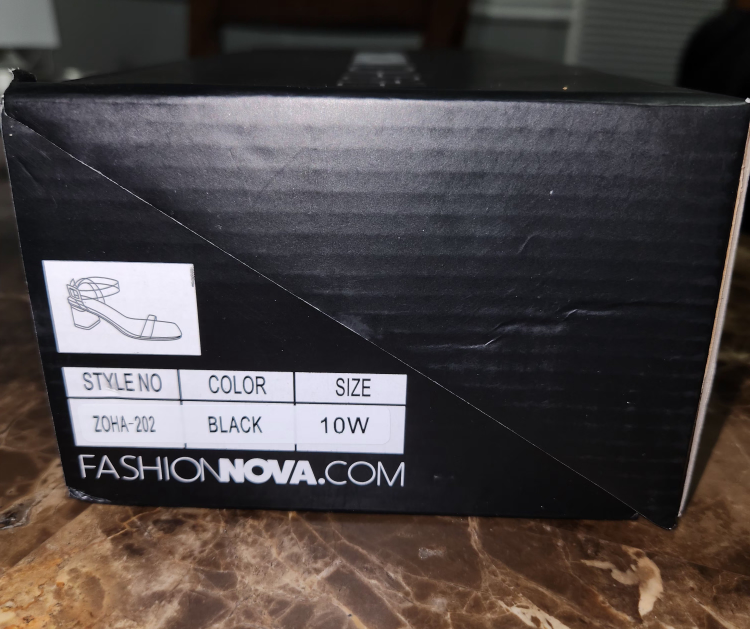 STYLE NO COLOR SIZE
ZOHA-202 BLACK 10W
FASHIONNOVA.COM